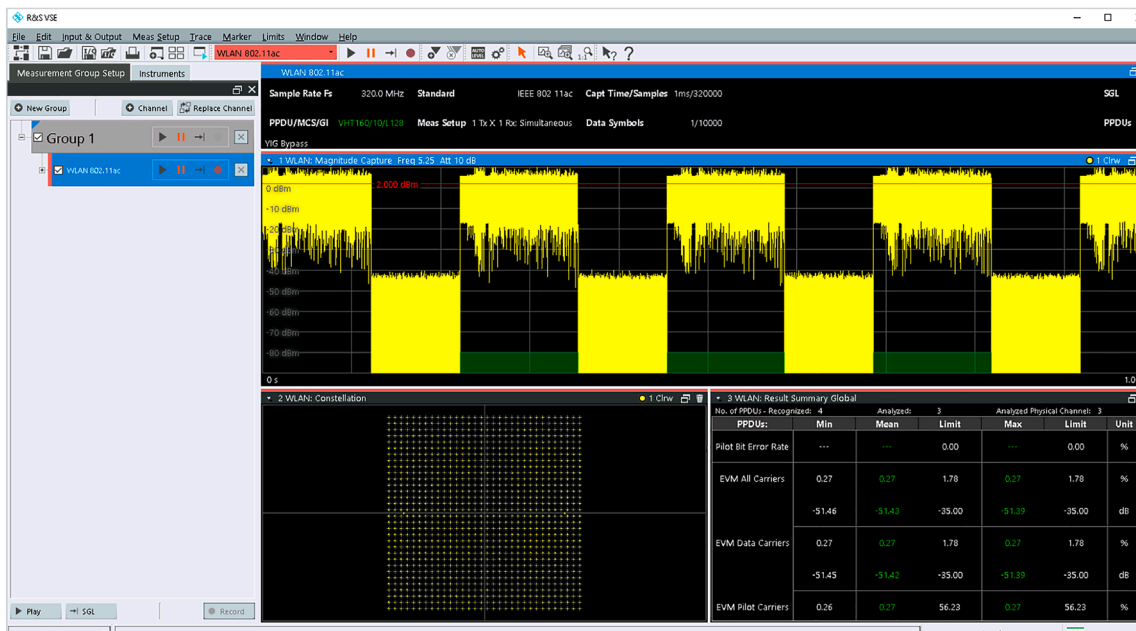 R&S VSE
File Edit Input & Output Meas Setup Trace Marker Limits Window Help
WLAN 802.11ac
Measurement Group Setup Instruments
New Group Channel Replace Channel
Group 1
WLAN 802.11ac
Play SGL Record
WLAN 802.11ac
Sample Rate Fs 320.0 MHz Standard IEEE 802 11ac Capt Time/Samples 1ms/320000 SGL
PPDU/MCS/GI VHT160/10/L128 Meas Setup 1 Tx X 1 Rx: Simultaneous Data Symbols 1/10000 PPDUs
YIG Bypass
1 WLAN: Magnitude Capture Freq 5.25 Att 10 dB 1 Clrw
2.000 dBm
0 dBm
-10 dBm
-20 dBm
-40 dBm
-50 dBm
-60 dBm
-70 dBm
-80 dBm
0 s 1.0
2 WLAN: Constellation 1 Clrw
3 WLAN: Result Summary Global
No. of PPDUs - Recognized: 4 Analyzed: 3 Analyzed Physical Channel: 3
PPDUs: Min Mean Limit Max Limit Unit
Pilot Bit Error Rate --- --- 0.00 --- 0.00 %
EVM All Carriers 0.27 0.27 1.78 0.27 1.78 %
-51.46 -51.43 -35.00 -51.39 -35.00 dB
EVM Data Carriers 0.27 0.27 1.78 0.27 1.78 %
-51.45 -51.42 -35.00 -51.39 -35.00 dB
EVM Pilot Carriers 0.26 0.27 56.23 0.27 56.23 %